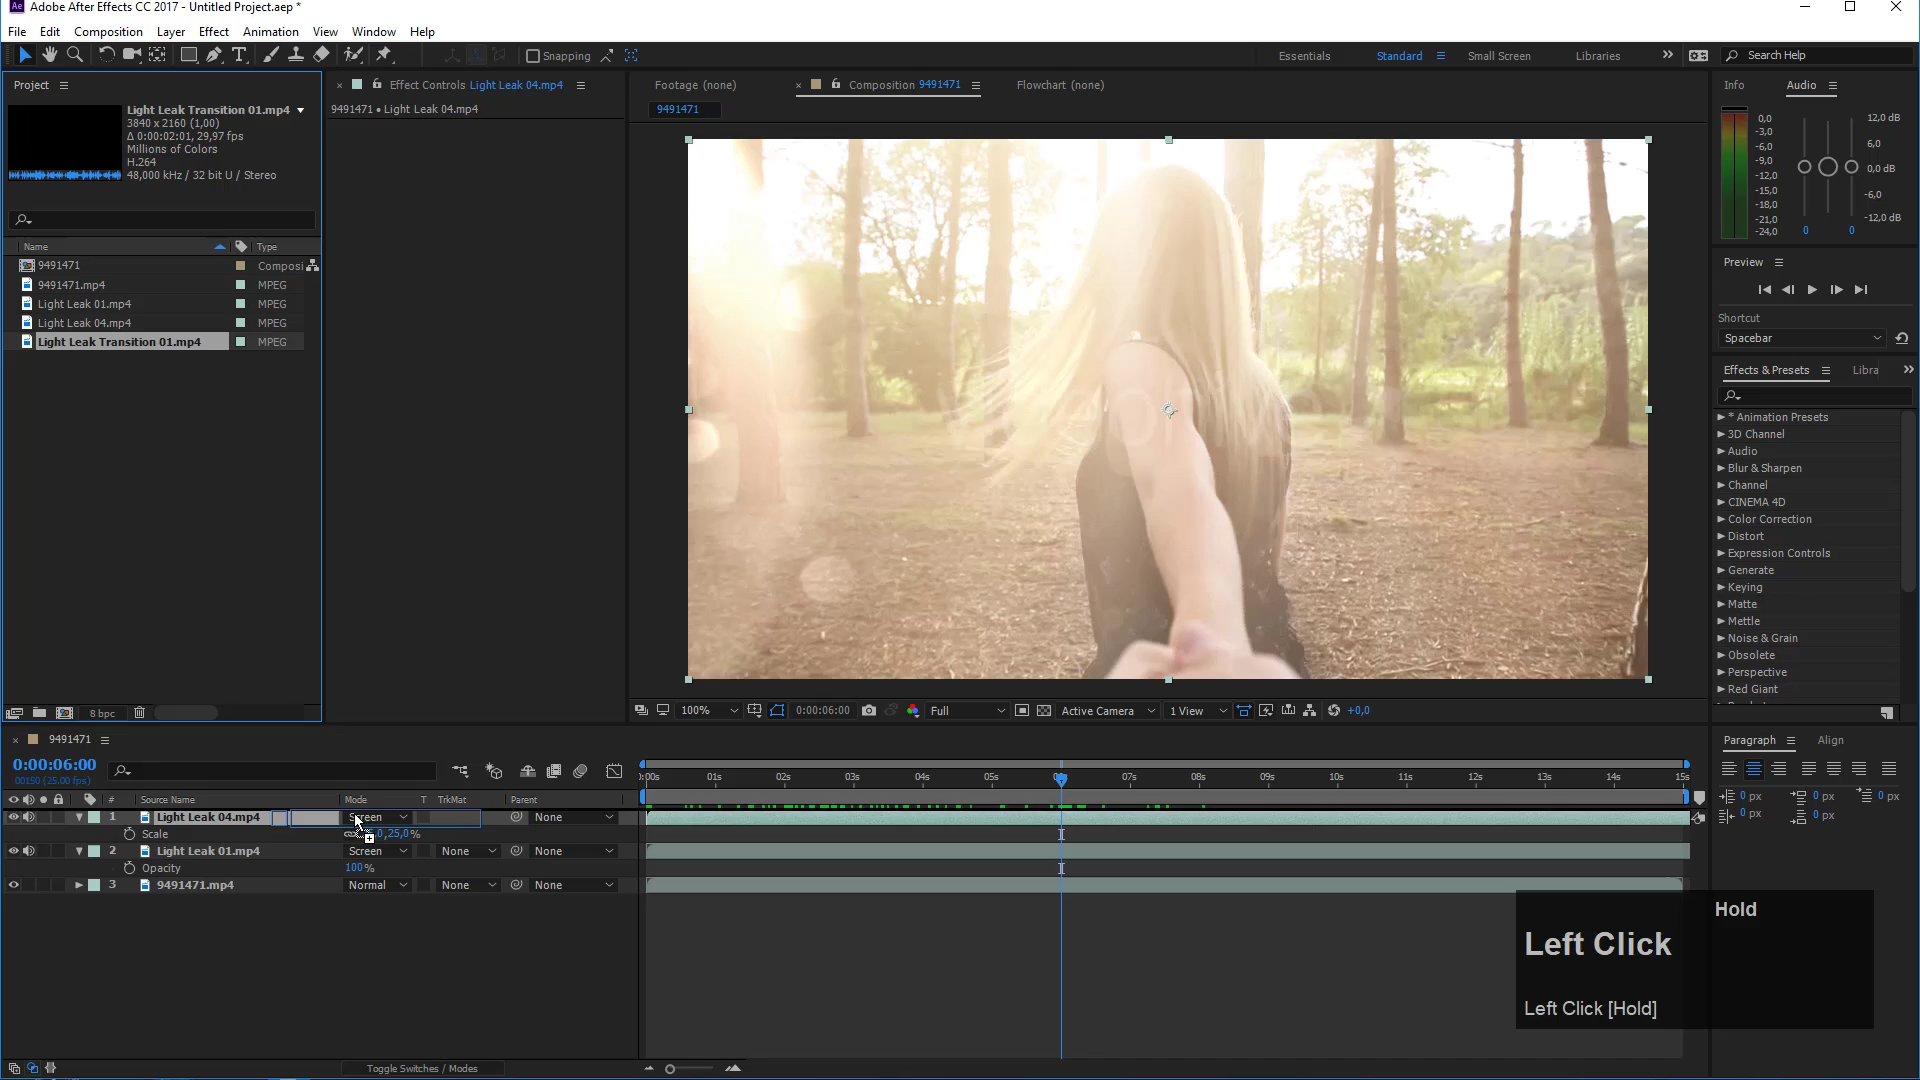 Ae Adobe After Effects CC 2017 - Untitled Project.aep *
File Edit Composition Layer Effect Animation View Window Help
Snapping
Essentials Standard Small Screen Libraries
Search Help
Project
Light Leak Transition 01.mp4
3840 x 2160 (1,00)
Δ 0:00:02:01, 29,97 fps
Millions of Colors
H.264
48,000 kHz / 32 bit U / Stereo
Name Type
9491471 Composi
9491471.mp4 MPEG
Light Leak 01.mp4 MPEG
Light Leak 04.mp4 MPEG
Light Leak Transition 01.mp4 MPEG
8 bpc
Effect Controls Light Leak 04.mp4
9491471 • Light Leak 04.mp4
Footage (none) Composition 9491471 Flowchart (none)
9491471
100% 0:00:06:00 Full Active Camera 1 View +0,0
Info Audio
0,0
-3,0
-6,0
-9,0
-12,0
-15,0
-18,0
-21,0
-24,0
12,0 dB
6,0
0,0 dB
-6,0
-12,0 dB
0 0
Preview
Shortcut
Spacebar
Effects & Presets Libra
* Animation Presets
3D Channel
Audio
Blur & Sharpen
Channel
CINEMA 4D
Color Correction
Distort
Expression Controls
Generate
Keying
Matte
Mettle
Noise & Grain
Obsolete
Perspective
Red Giant
Paragraph Align
0 px 0 px 0 px
0 px 0 px
9491471
0:00:06:00
00150 (25.00 fps)
:00s 01s 02s 03s 04s 05s 07s 08s 09s 10s 11s 12s 13s 14s 15s
# Source Name Mode T TrkMat Parent
1 Light Leak 04.mp4 Screen None
Scale 0,25,0%
2 Light Leak 01.mp4 Screen None None
Opacity 100%
3 9491471.mp4 Normal None None
Toggle Switches / Modes
Hold
Left Click
Left Click [Hold]